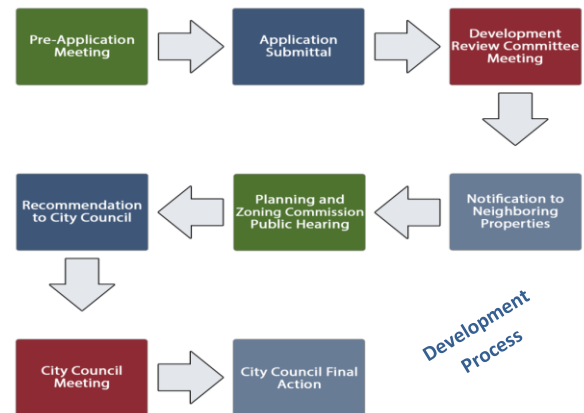 Pre-Application
Meeting
Application
Submittal
Development
Review Committee
Meeting
Notification to
Neighboring
Properties
Planning and
Zoning Commission
Public Hearing
Recommendation
to City Council
City Council
Meeting
City Council Final
Action
Development
Process